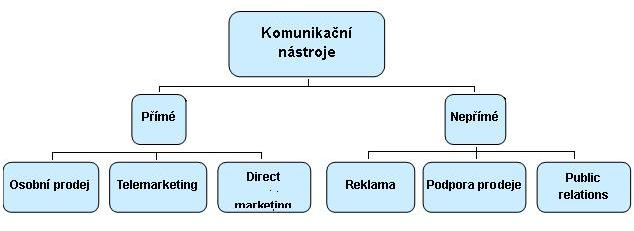 Komunikační
nástroje
Přímé
Nepřímé
Osobní prodej
Telemarketing
Direct
marketing
Reklama
Podpora prodeje
Public
relations